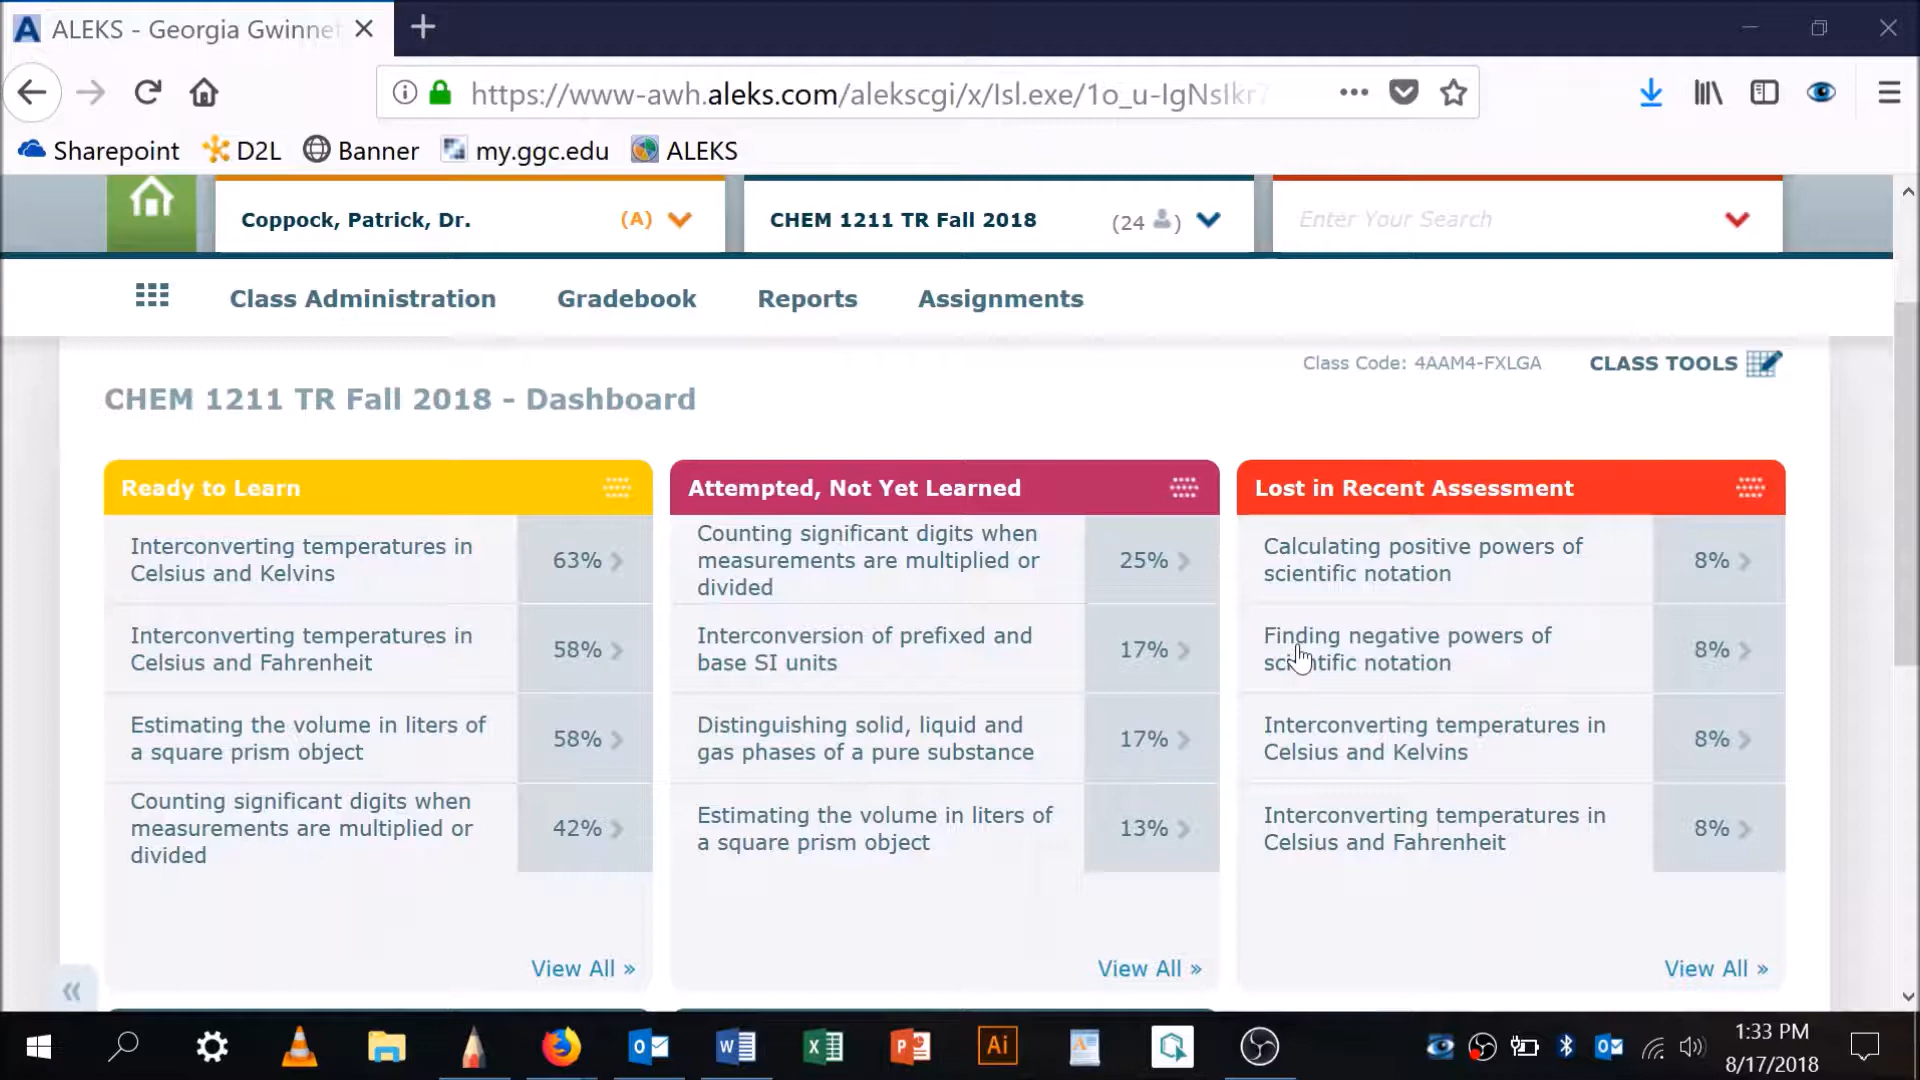 ALEKS - Georgia Gwinnet
https://www-awh.aleks.com/alekscgi/x/Isl.exe/1o_u-IgNsIkr7
Sharepoint D2L Banner my.ggc.edu ALEKS
Coppock, Patrick, Dr. (A) CHEM 1211 TR Fall 2018 (24 ) Enter Your Search
Class Administration Gradebook Reports Assignments
Class Code: 4AAM4-FXLGA CLASS TOOLS
CHEM 1211 TR Fall 2018 - Dashboard
Ready to Learn
Interconverting temperatures in
Celsius and Kelvins
63%
Interconverting temperatures in
Celsius and Fahrenheit
58%
Estimating the volume in liters of
a square prism object
58%
Counting significant digits when
measurements are multiplied or
divided
42%
View All »
Attempted, Not Yet Learned
Counting significant digits when
measurements are multiplied or
divided
25%
Interconversion of prefixed and
base SI units
17%
Distinguishing solid, liquid and
gas phases of a pure substance
17%
Estimating the volume in liters of
a square prism object
13%
View All »
Lost in Recent Assessment
Calculating positive powers of
scientific notation
8%
Finding negative powers of
scientific notation
8%
Interconverting temperatures in
Celsius and Kelvins
8%
Interconverting temperatures in
Celsius and Fahrenheit
8%
View All »
1:33 PM
8/17/2018